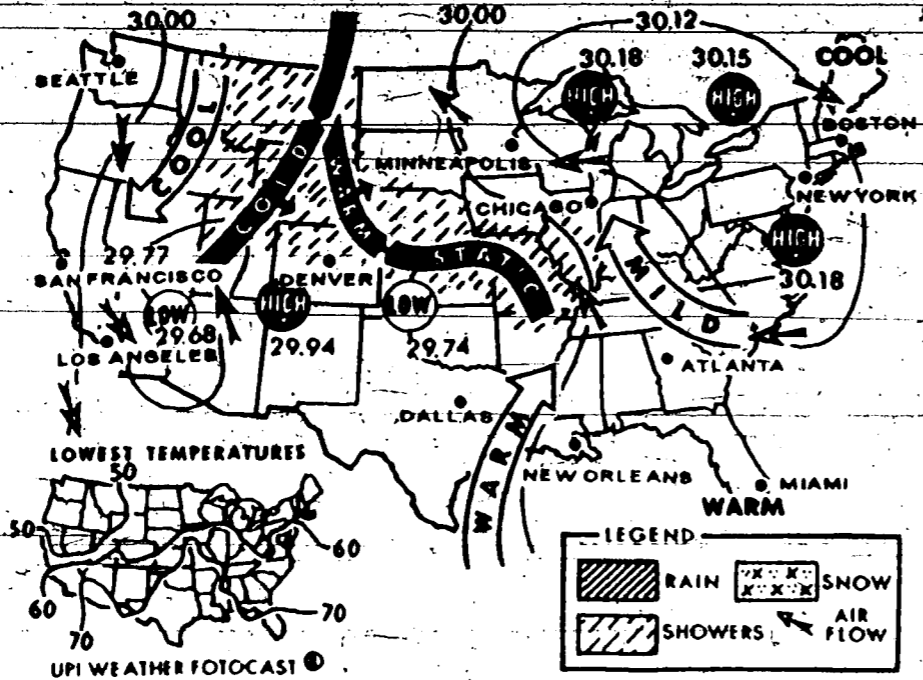 30.00
30.00
30.12
30.18
30.15
COOL
SEATTLE
HIGH
HIGH
COOL
BOSTON
COLD
WARM
MINNEAPOLIS
NEW YORK
CHICAGO
HIGH
29.77
SAN FRANCISCO
DENVER
STATIC
MILD
30.18
LOW
HIGH
LOW
29.68
29.94
29.74
LOS ANGELES
ATLANTA
DALLAS
WARM
LOWEST TEMPERATURES
NEW ORLEANS
MIAMI
WARM
50
50
60
60
70
70
LEGEND
RAIN
SNOW
SHOWERS
AIR
FLOW
UPI WEATHER FOTOCAST